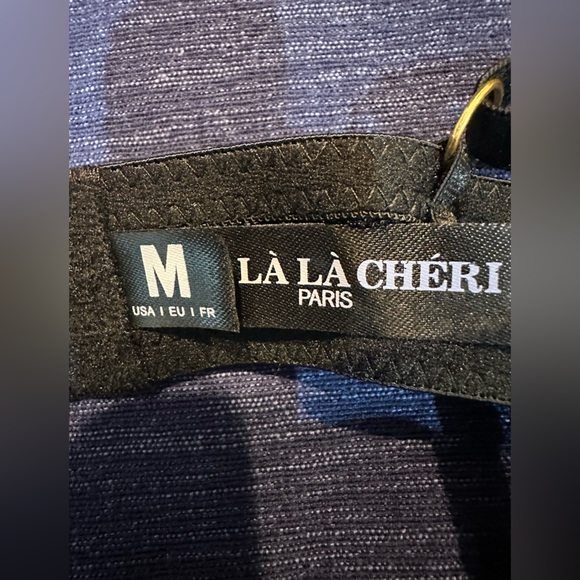 M
USA | EU | FR
LÀ LÀ CHÉRI
PARIS